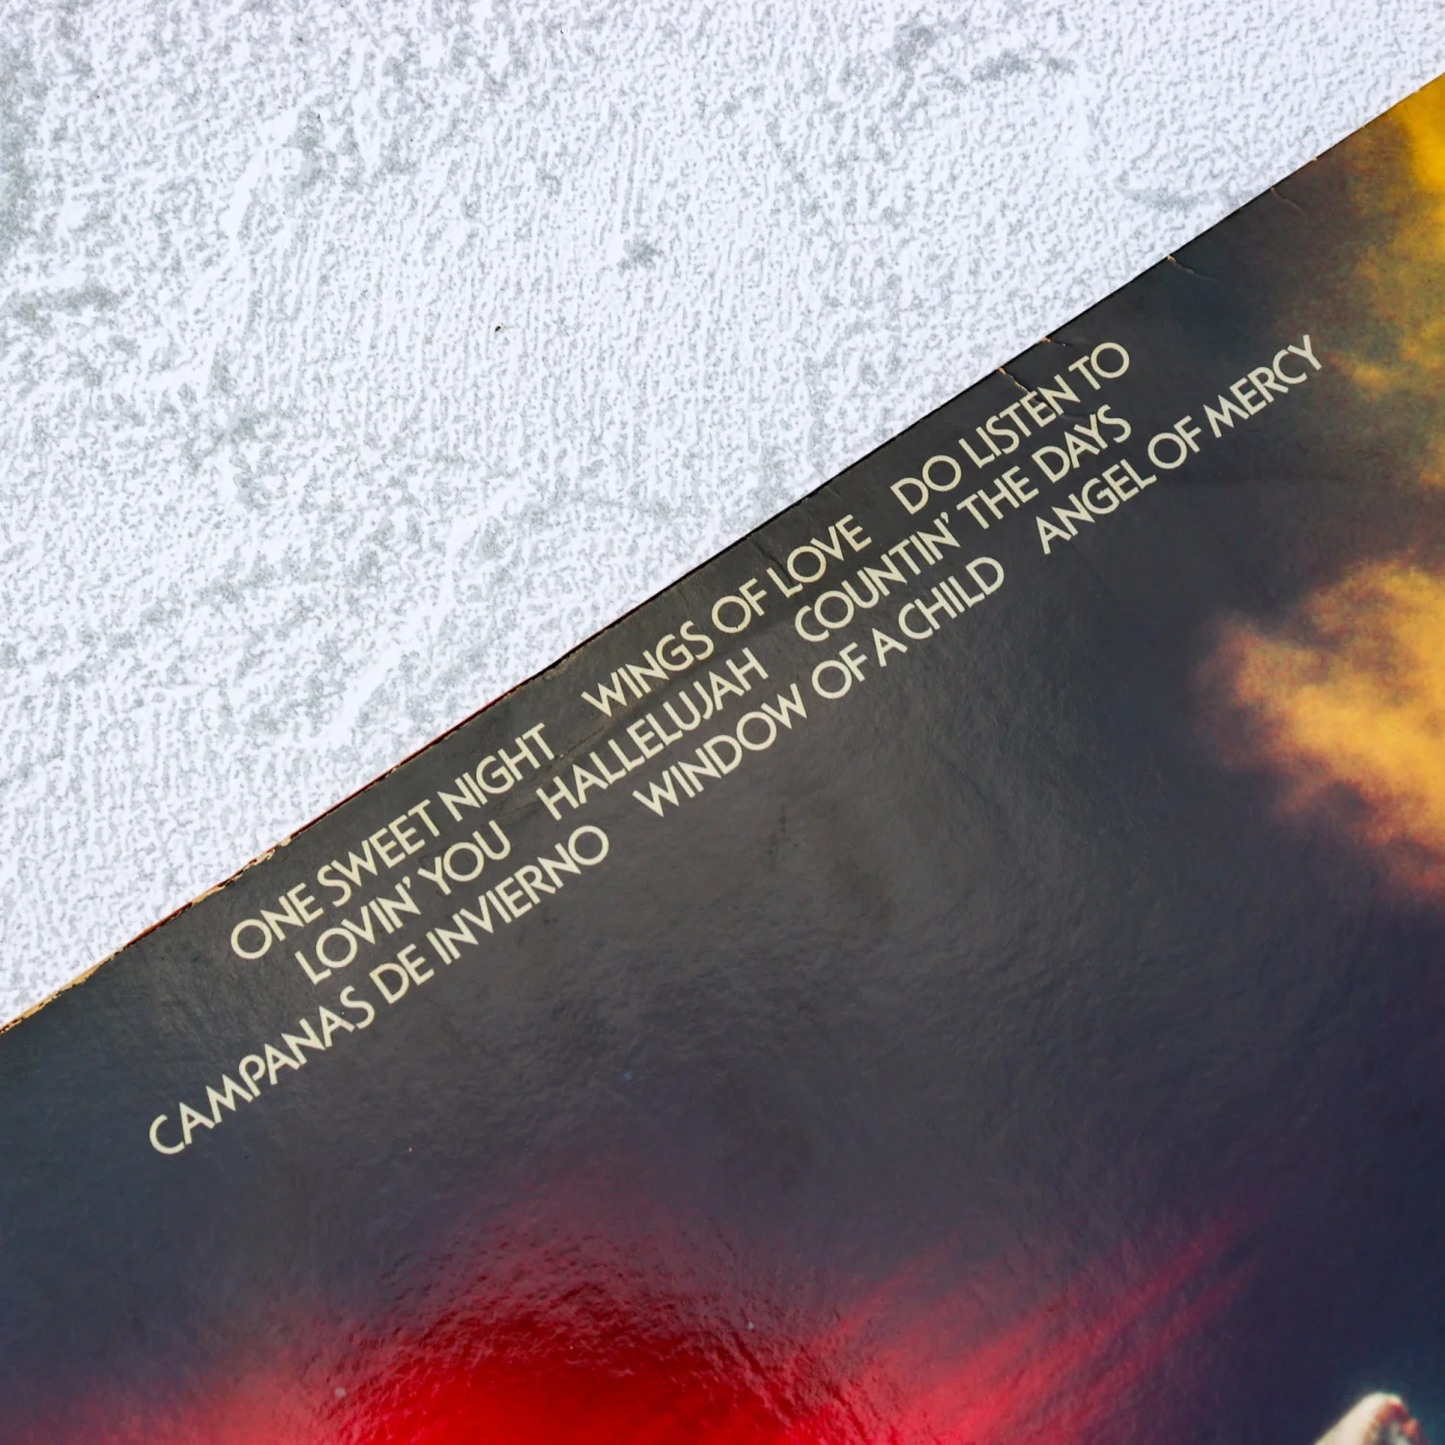 ONE SWEET NIGHT WINGS OF LOVE DO LISTEN TO
LOVIN' YOU HALLELUJAH COUNTIN' THE DAYS
CAMPANAS DE INVIERNO WINDOW OF A CHILD ANGEL OF MERCY